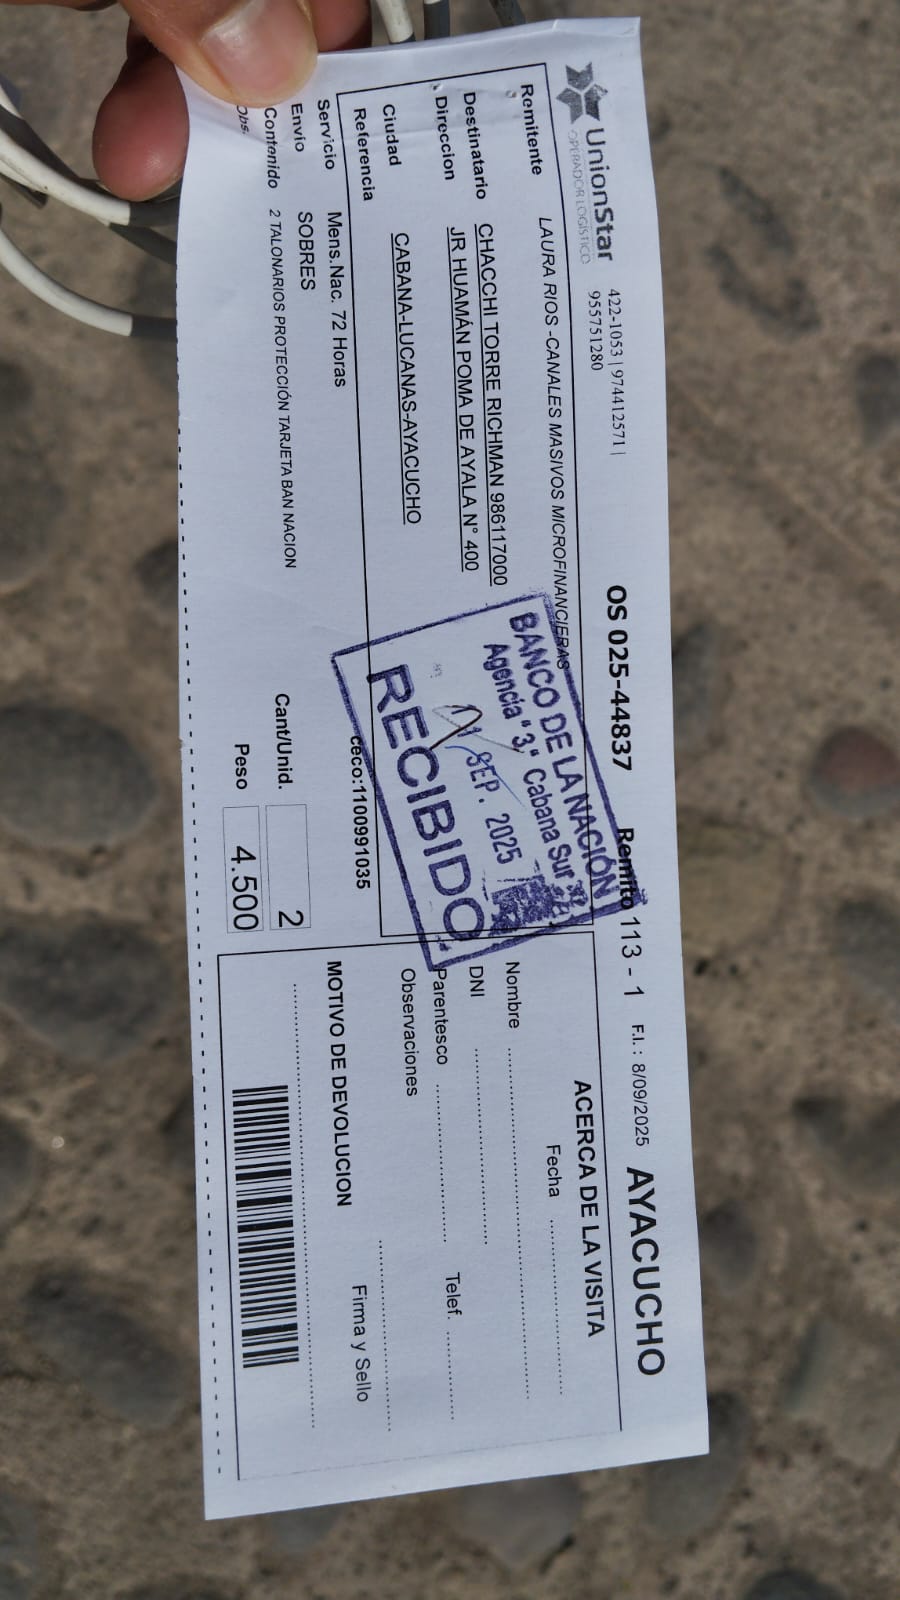 UnionStar
OPERADOR LOGÍSTICO
422-1053 | 974412571 |
955751280
OS 025-44837
Remito 113 - 1
F.I.: 8/09/2025
AYACUCHO
Remitente LAURA RIOS -CANALES MASIVOS MICROFINANCIERAS
Destinatario CHACCHI TORRE RICHMAN 986117000
Direccion JR HUAMÁN POMA DE AYALA N° 400
Ciudad CABANA-LUCANAS-AYACUCHO
Referencia
ceco:1100991035
Servicio Mens.Nac. 72 Horas
Envio SOBRES
Contenido 2 TALONARIOS PROTECCIÓN TARJETA BAN NACION
Obs.
Cant/Unid. 2
Peso 4.500
BANCO DE LA NACIÓN
Agencia "3" Cabana Sur
SEP. 2025
RECIBIDO
ACERCA DE LA VISITA
Fecha
Nombre
DNI
Parentesco Telef.
Observaciones
MOTIVO DE DEVOLUCION
Firma y Sello